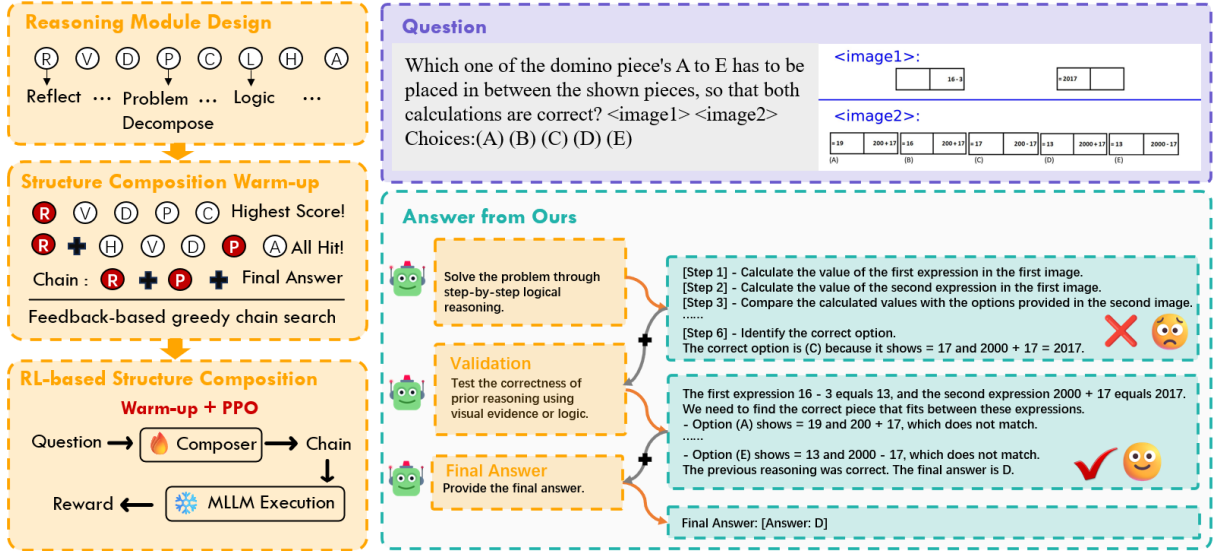 Reasoning Module Design
R V D P C L H A
Reflect ... Problem ... Logic ...
Decompose
Structure Composition Warm-up
R V D P C Highest Score!
R + H V D P A All Hit!
Chain : R + P + Final Answer
Feedback-based greedy chain search
RL-based Structure Composition
Warm-up + PPO
Question Composer Chain
Reward MLLM Execution
Question
Which one of the domino piece's A to E has to be
placed in between the shown pieces, so that both
calculations are correct? <image1> <image2>
Choices:(A) (B) (C) (D) (E)
<image1>:
16 - 3 = 2017
<image2>:
= 19 200 + 17 = 16 200 + 17 = 17 200 - 17 = 13 2000 + 17 = 13 2000 - 17
(A) (B) (C) (D) (E)
Answer from Ours
Solve the problem through
step-by-step logical
reasoning.
[Step 1] - Calculate the value of the first expression in the first image.
[Step 2] - Calculate the value of the second expression in the first image.
[Step 3] - Compare the calculated values with the options provided in the second image.
......
[Step 6] - Identify the correct option.
The correct option is (C) because it shows = 17 and 2000 + 17 = 2017.
+
Validation
Test the correctness of
prior reasoning using
visual evidence or logic.
The first expression 16 - 3 equals 13, and the second expression 2000 + 17 equals 2017.
We need to find the correct piece that fits between these expressions.
- Option (A) shows = 19 and 200 + 17, which does not match.
......
- Option (E) shows = 13 and 2000 - 17, which does not match.
The previous reasoning was correct. The final answer is D.
+
Final Answer
Provide the final answer.
Final Answer: [Answer: D]